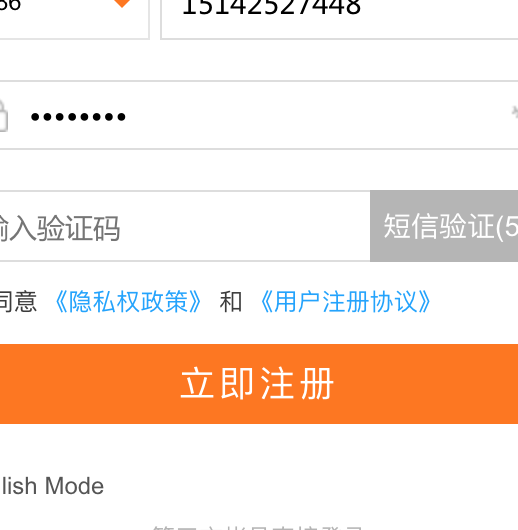 86
15142527448
••••••••
输入验证码
短信验证(5
同意 《隐私权政策》 和 《用户注册协议》
立即注册
lish Mode